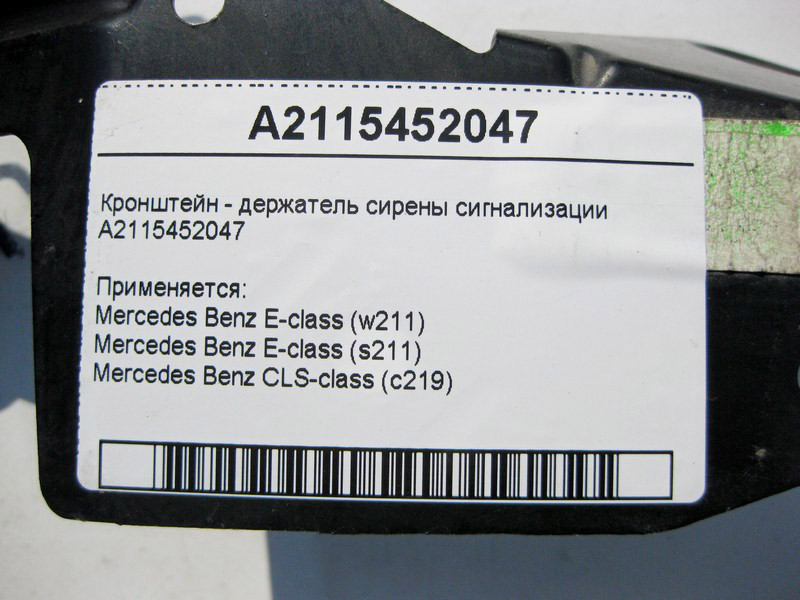 A2115452047
Кронштейн - держатель сирены сигнализации
A2115452047
Применяется:
Mercedes Benz E-class (w211)
Mercedes Benz E-class (s211)
Mercedes Benz CLS-class (c219)